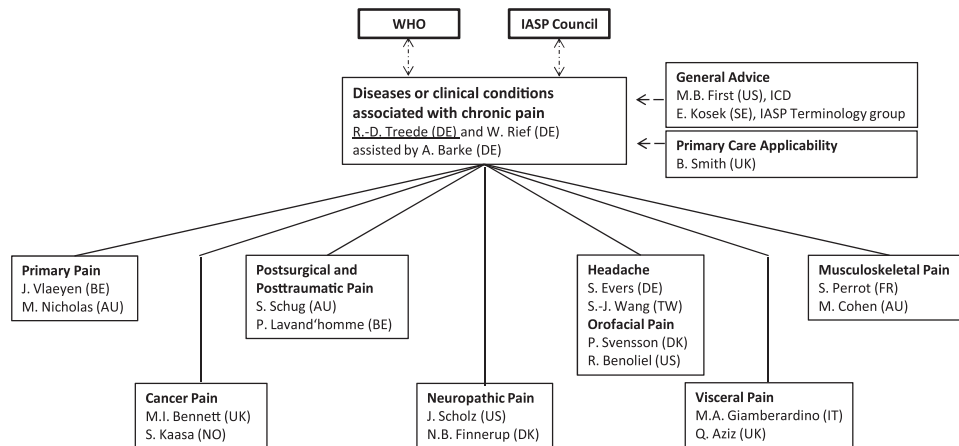 WHO
IASP Council
Diseases or clinical conditions
associated with chronic pain
R.-D. Treede (DE) and W. Rief (DE)
assisted by A. Barke (DE)
General Advice
M.B. First (US), ICD
E. Kosek (SE), IASP Terminology group
Primary Care Applicability
B. Smith (UK)
Primary Pain
J. Vlaeyen (BE)
M. Nicholas (AU)
Postsurgical and
Posttraumatic Pain
S. Schug (AU)
P. Lavand‘homme (BE)
Headache
S. Evers (DE)
S.-J. Wang (TW)
Orofacial Pain
P. Svensson (DK)
R. Benoliel (US)
Musculoskeletal Pain
S. Perrot (FR)
M. Cohen (AU)
Cancer Pain
M.I. Bennett (UK)
S. Kaasa (NO)
Neuropathic Pain
J. Scholz (US)
N.B. Finnerup (DK)
Visceral Pain
M.A. Giamberardino (IT)
Q. Aziz (UK)